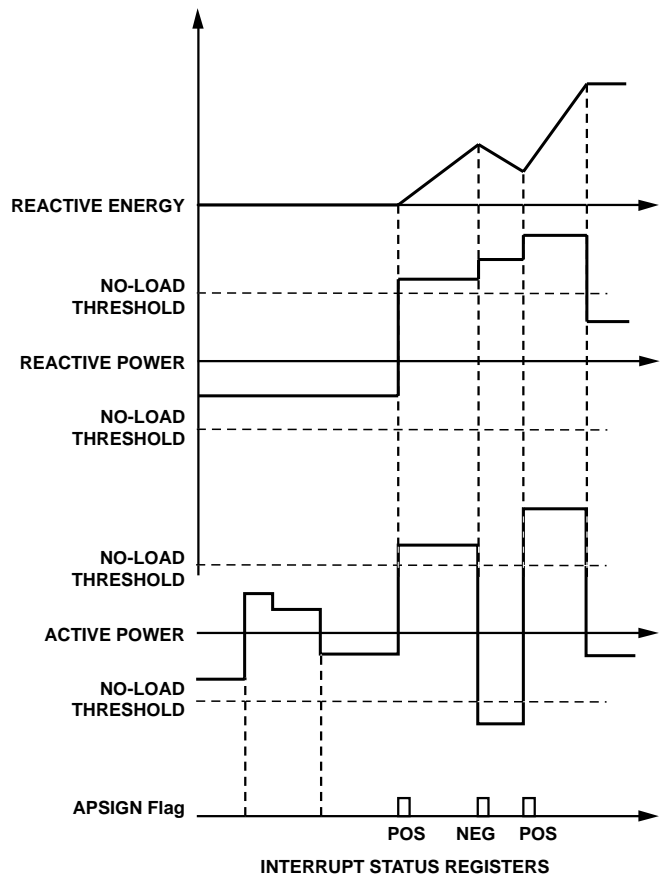 REACTIVE ENERGY
NO-LOAD
THRESHOLD
REACTIVE POWER
NO-LOAD
THRESHOLD
NO-LOAD
THRESHOLD
ACTIVE POWER
NO-LOAD
THRESHOLD
APSIGN Flag
POS NEG POS
INTERRUPT STATUS REGISTERS